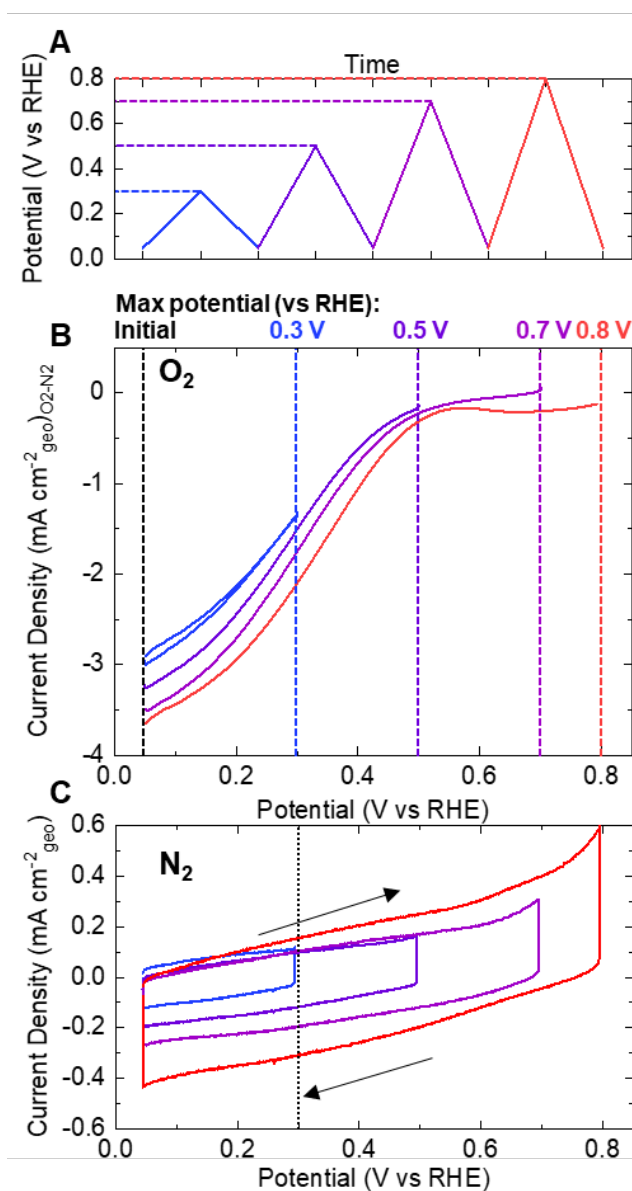 A
Time
Potential (V vs RHE)
0.8
0.6
0.4
0.2
0.0
Max potential (vs RHE):
B Initial 0.3 V 0.5 V 0.7 V 0.8 V
O2
Current Density (mA cm-2geo)O2-N2
0
-1
-2
-3
-4
0.0 0.2 0.4 0.6 0.8
Potential (V vs RHE)
C
N2
Current Density (mA cm-2geo)
0.6
0.4
0.2
0.0
-0.2
-0.4
-0.6
0.0 0.2 0.4 0.6 0.8
Potential (V vs RHE)